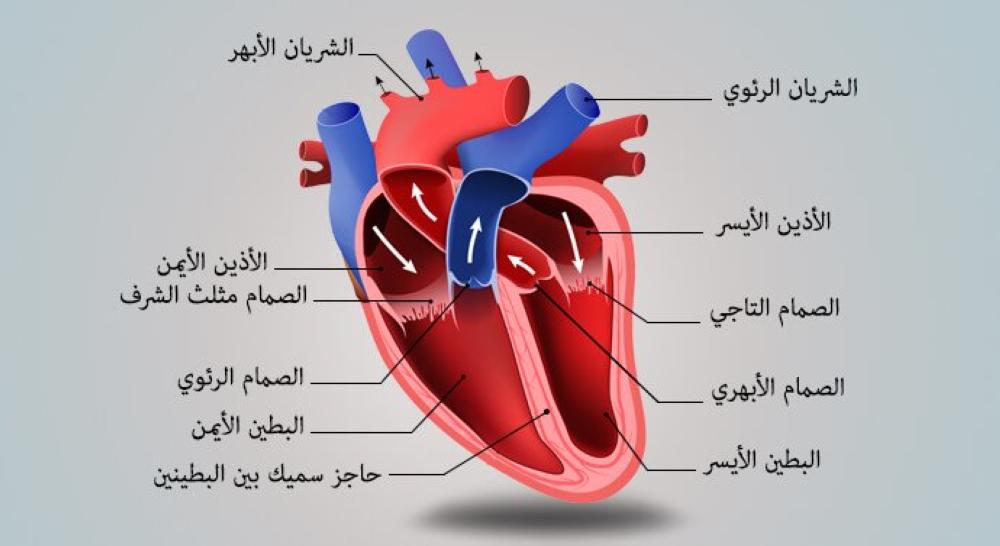 الشريان الأبهر
الشريان الرئوي
الأذين الأيسر
الأذين الأيمن
الصمام مثلث الشرف
الصمام التاجي
الصمام الرئوي
الصمام الأبهري
البطين الأيمن
البطين الأيسر
حاجز سميك بين البطينين